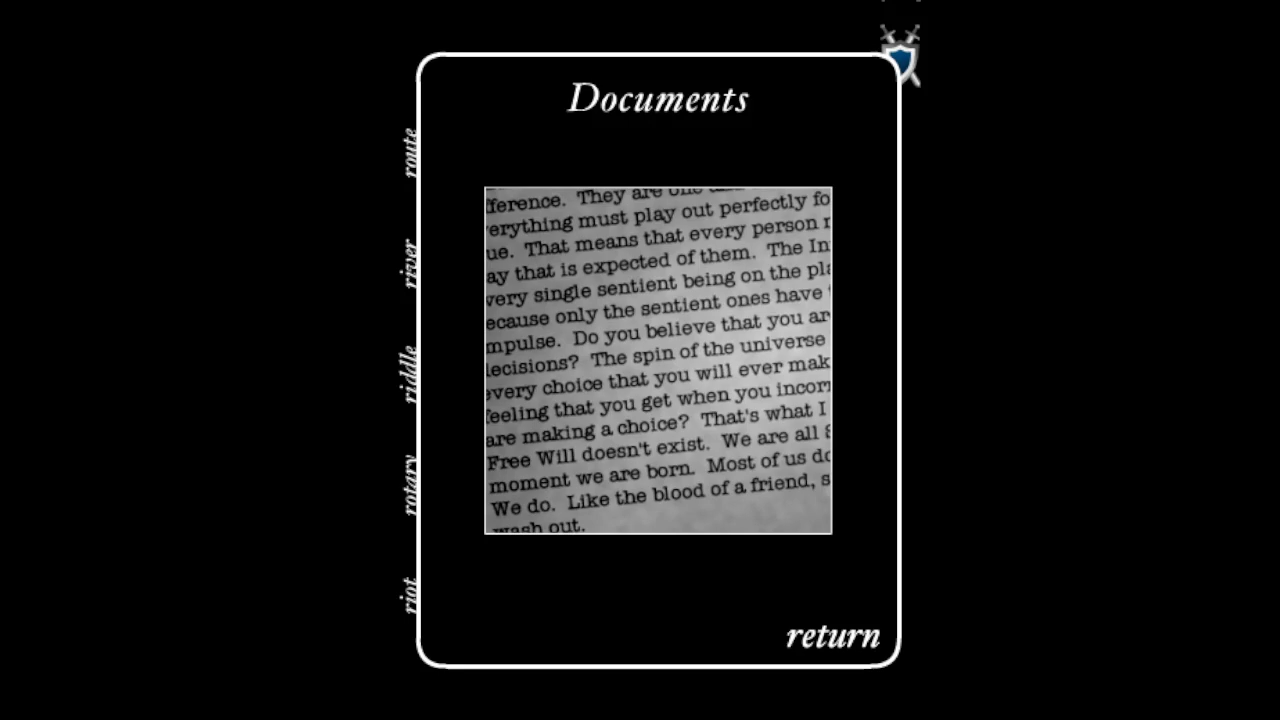 Documents
route
river
riddle
rotary
riot
fference. They are one
erything must play out perfectly fo
ue. That means that every person
ay that is expected of them. The In
very single sentient being on the pla
ecause only the sentient ones have
mpulse. Do you believe that you ar
decisions? The spin of the universe
every choice that you will ever mak
feeling that you get when you incorr
are making a choice? That's what I
Free Will doesn't exist. We are all
moment we are born. Most of us do
We do. Like the blood of a friend, s
wash out.
return